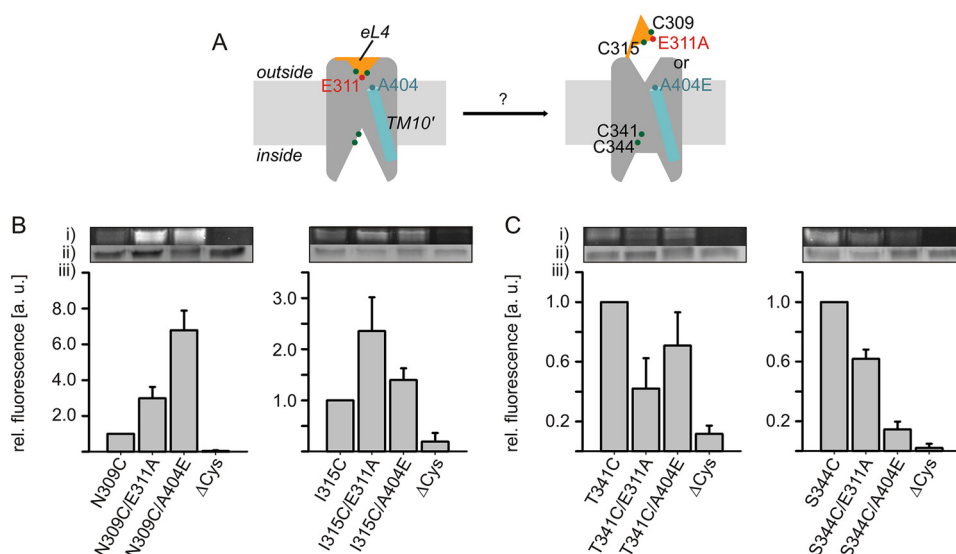 A
eL4
outside
E311
A404
TM10'
inside
?
C309
C315
E311A
or
A404E
C341
C344
B
i)
ii)
iii)
rel. fluorescence [a. u.]
8.0
6.0
4.0
2.0
N309C
N309C/E311A
N309C/A404E
ΔCys
3.0
2.0
1.0
I315C
I315C/E311A
I315C/A404E
ΔCys
C
i)
ii)
iii)
rel. fluorescence [a. u.]
1.0
0.6
0.2
T341C
T341C/E311A
T341C/A404E
ΔCys
1.0
0.6
0.2
S344C
S344C/E311A
S344C/A404E
ΔCys